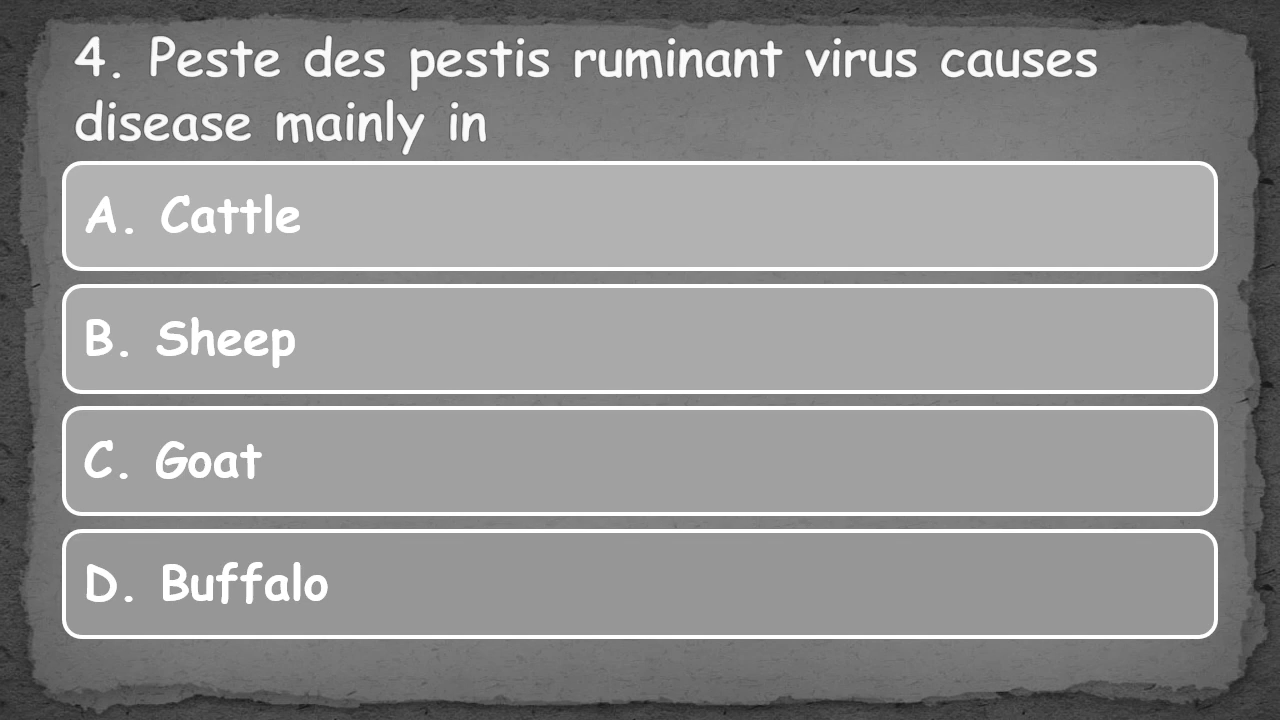 4. Peste des pestis ruminant virus causes
disease mainly in
A. Cattle
B. Sheep
C. Goat
D. Buffalo